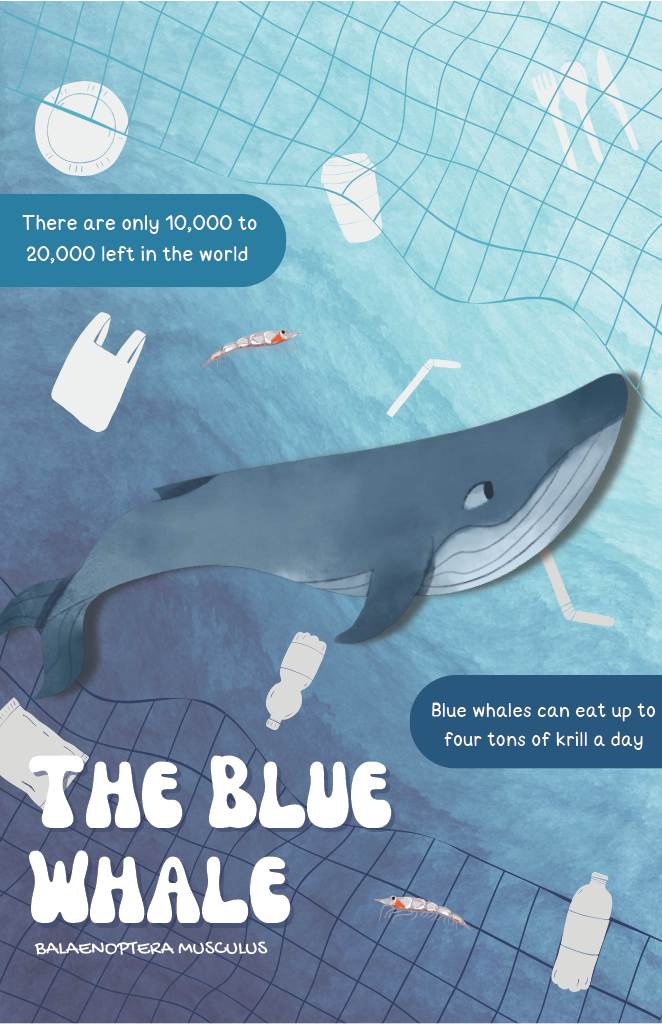 There are only 10,000 to
20,000 left in the world
Blue whales can eat up to
four tons of krill a day
THE BLUE
WHALE
BALAENOPTERA MUSCULUS